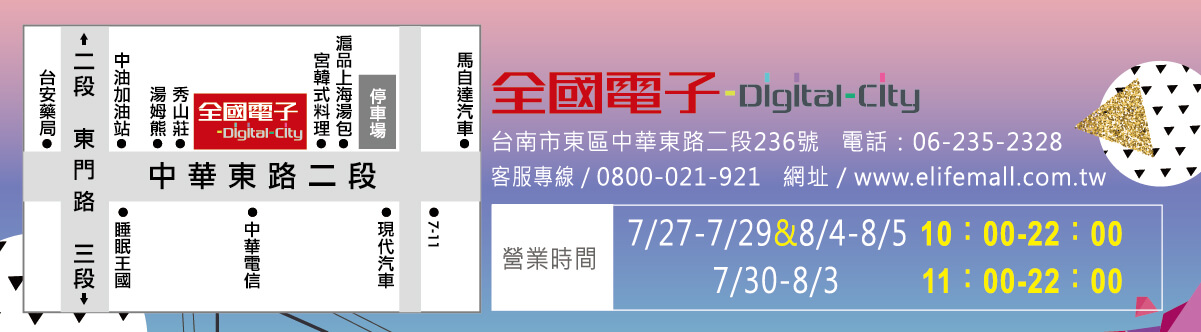 台安藥局
二段 東門路 三段
中油加油站
湯姆熊
秀山莊
全國電子
-Digital-City
宮韓式料理
滬品上海湯包
停車場
馬自達汽車
中華東路二段
睡眠王國
中華電信
現代汽車
7-11
全國電子-Digital-City
台南市東區中華東路二段236號 電話：06-235-2328
客服專線 / 0800-021-921 網址 / www.elifemall.com.tw
營業時間
7/27-7/29&8/4-8/5 10：00-22：00
7/30-8/3 11：00-22：00